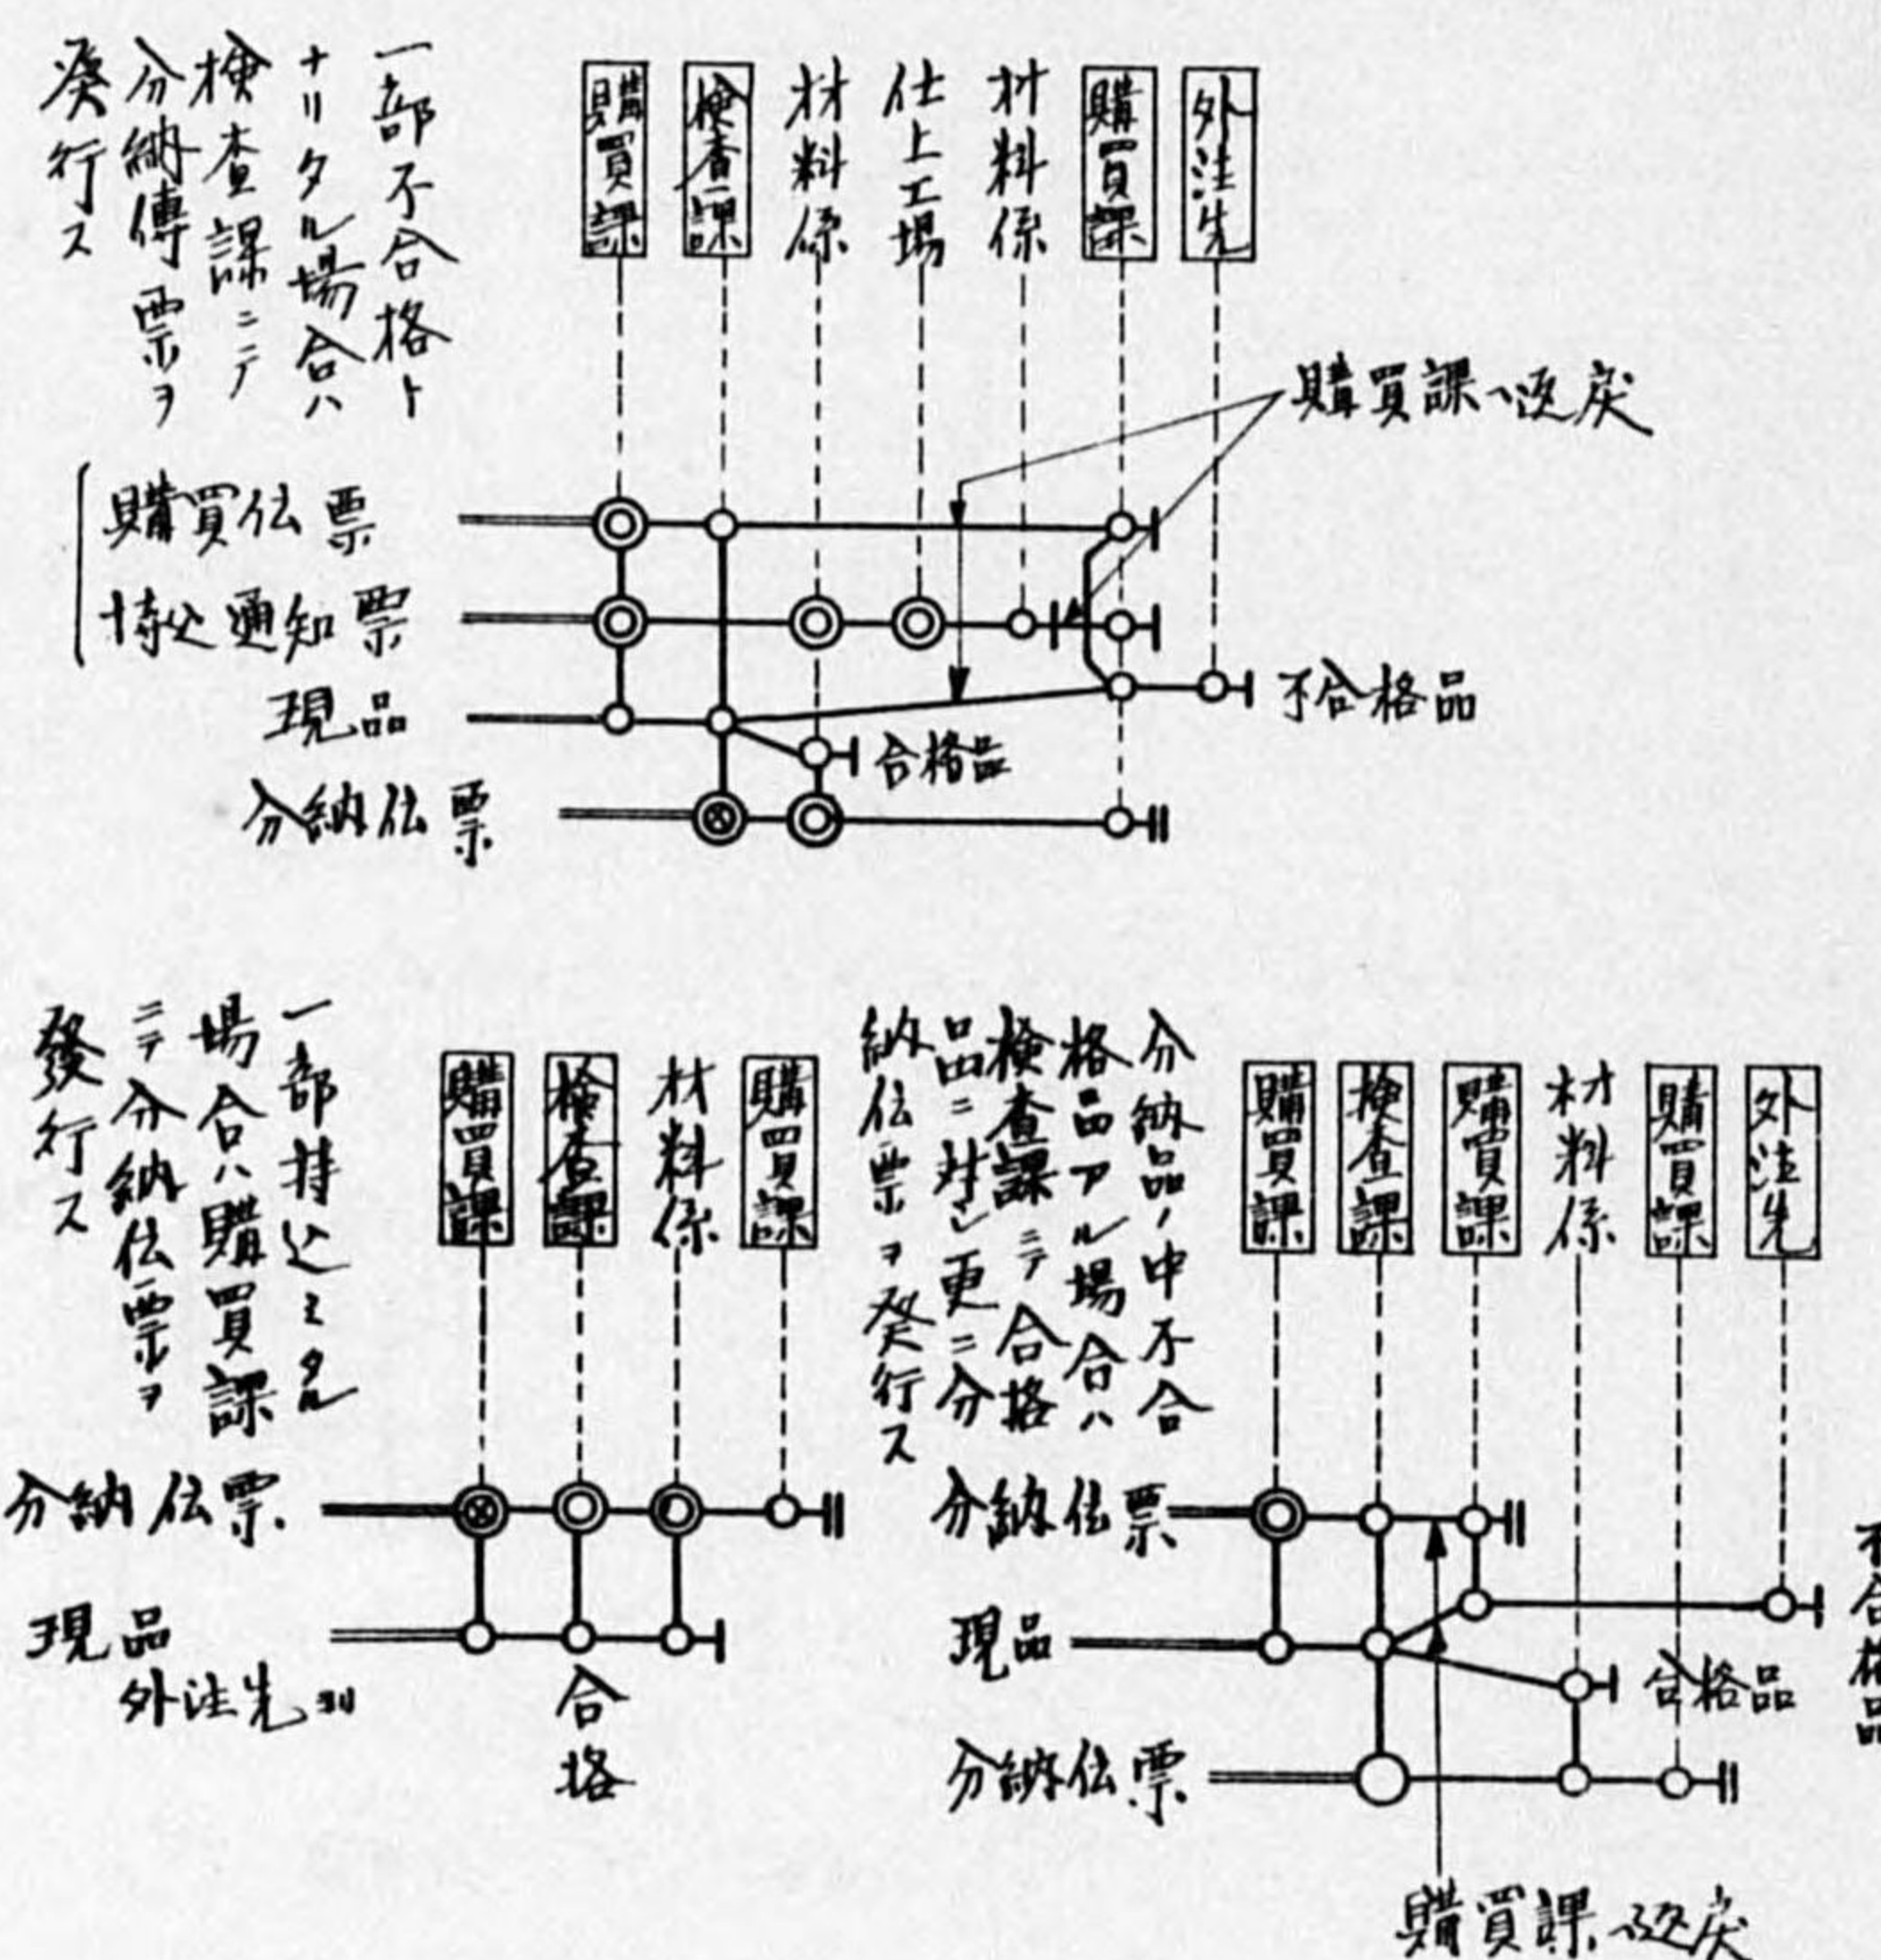 一部不合格ト
ナリタル場合ハ
検査課ニテ
分納傳票ヲ
発行ス
購買課
検査課
材料係
仕上工場
材料係
購買課
外注先
購買課ヘ返戻
購買伝票
持込通知票
現品
分納伝票
不合格品
合格品
一部持込ミタル
場合ハ購買課
ニテ分納伝票ヲ
發行ス
購買課
検査課
材料係
購買課
分納伝票
現品
外注先ヨリ
合格
分納品ノ中不合
格品アル場合ハ
検査課ニテ合格
品ニ対シ更ニ分
納伝票ヲ発行ス
購買課
検査課
購買課
材料係
購買課
外注先
分納伝票
現品
分納伝票
合格品
不合格品
購買課ヘ返戻